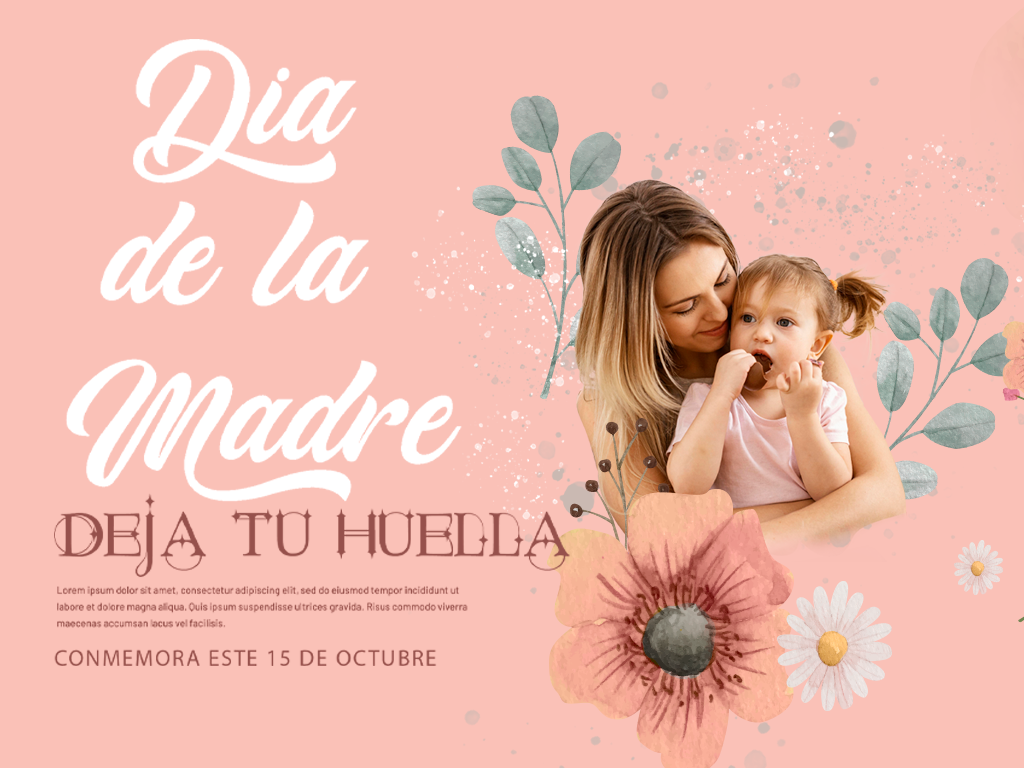 Dia
de la
Madre
DEJA TU HUELLA
Lorem ipsum dolor sit amet, consectetur adipiscing elit, sed do eiusmod tempor incididunt ut
labore et dolore magna aliqua. Quis ipsum suspendisse ultrices gravida. Risus commodo viverra
maecenas accumsan lacus vel facilisis.
CONMEMORA ESTE 15 DE OCTUBRE